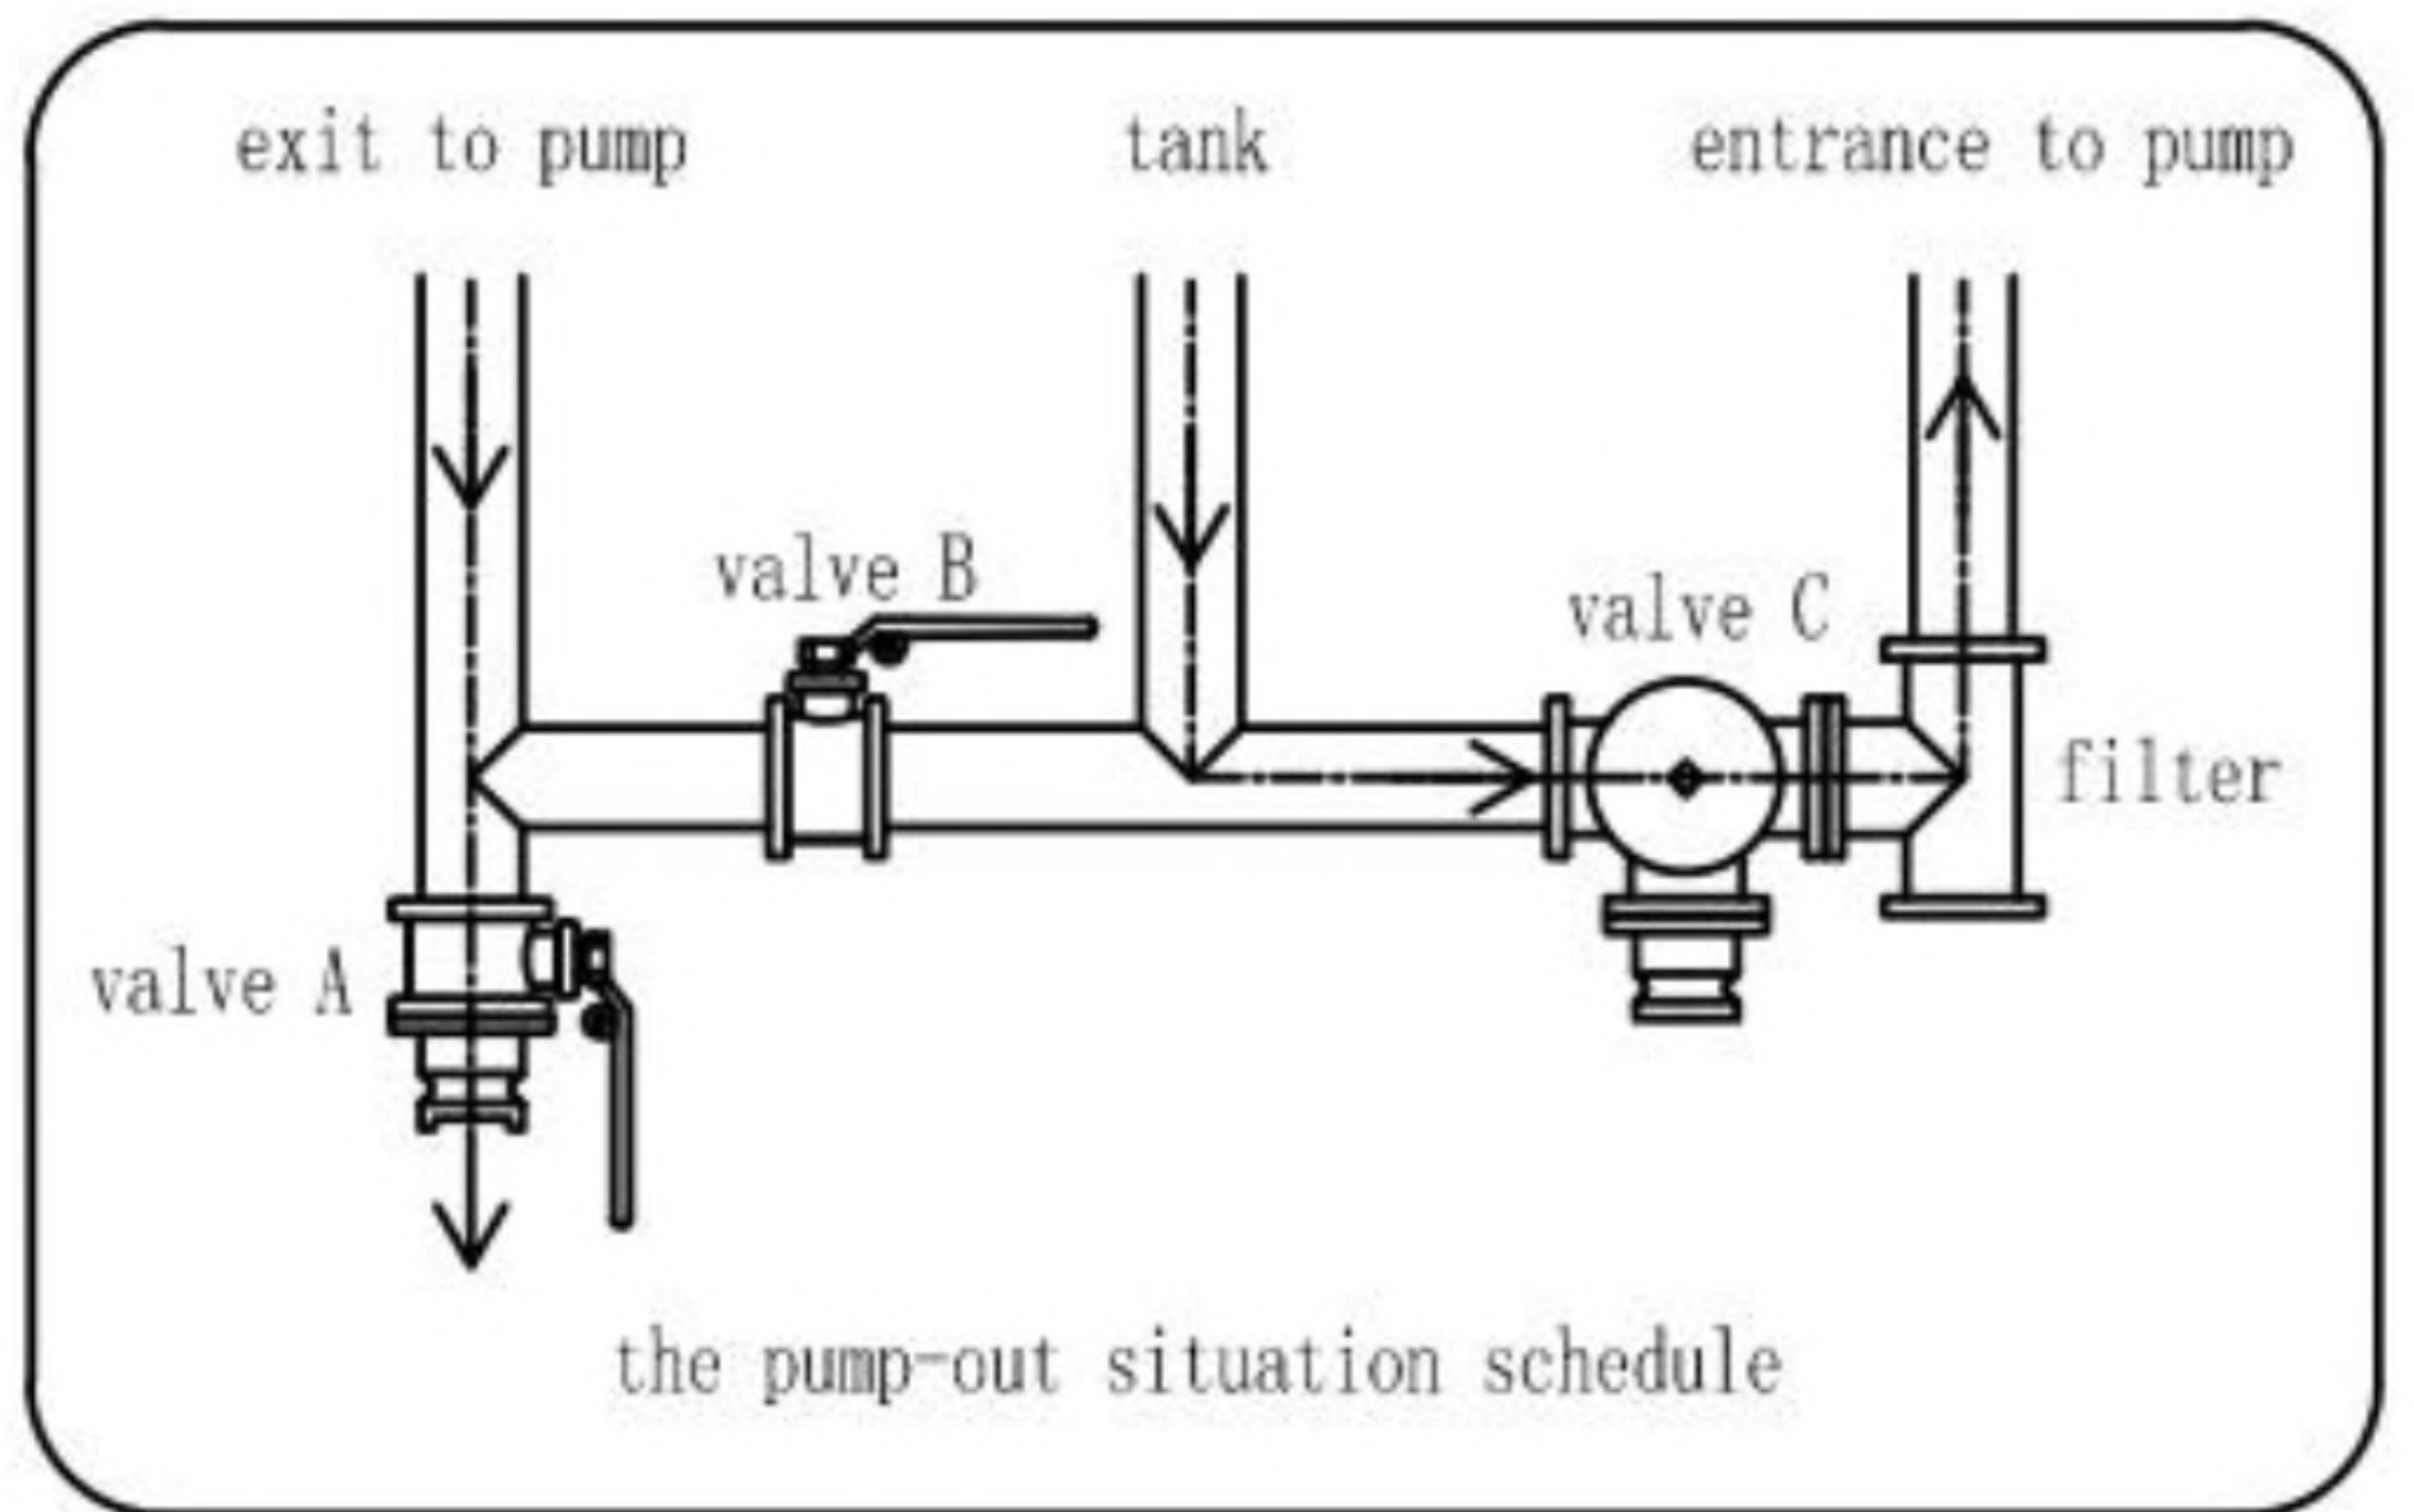 exit to pump
tank
entrance to pump
valve B
valve C
filter
valve A
the pump-out situation schedule